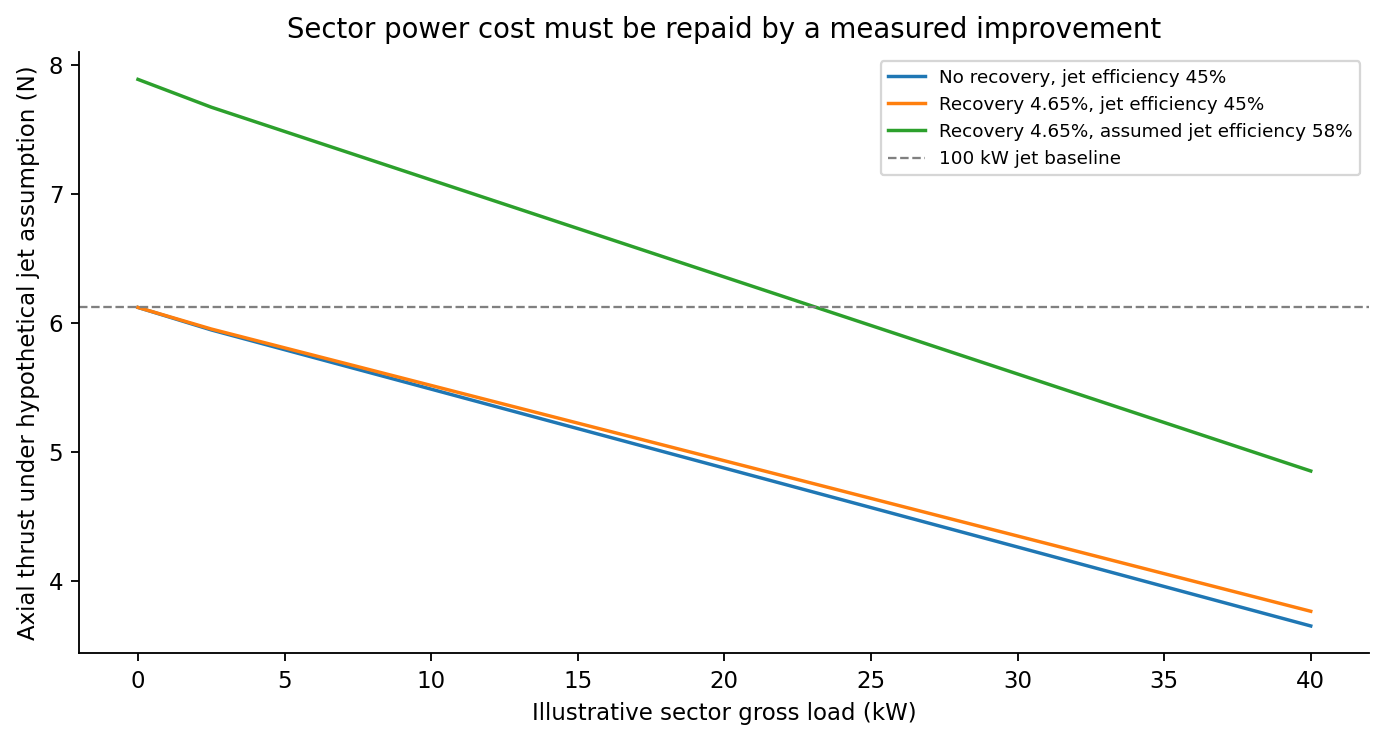 Sector power cost must be repaid by a measured improvement
Axial thrust under hypothetical jet assumption (N)
8
7
6
5
4
No recovery, jet efficiency 45%
Recovery 4.65%, jet efficiency 45%
Recovery 4.65%, assumed jet efficiency 58%
100 kW jet baseline
0 5 10 15 20 25 30 35 40
Illustrative sector gross load (kW)